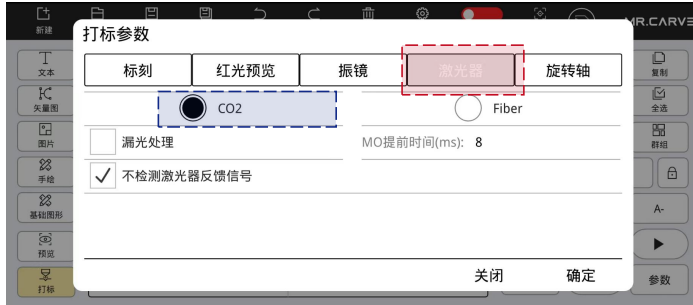 新建
MR.CARVE
打标参数
标刻 红光预览 振镜 激光器 旋转轴
CO2 Fiber
漏光处理 MO提前时间(ms): 8
不检测激光器反馈信号
关闭 确定
文本
矢量图
图片
手绘
基础图形
预览
打标
复制
全选
群组
A-
参数